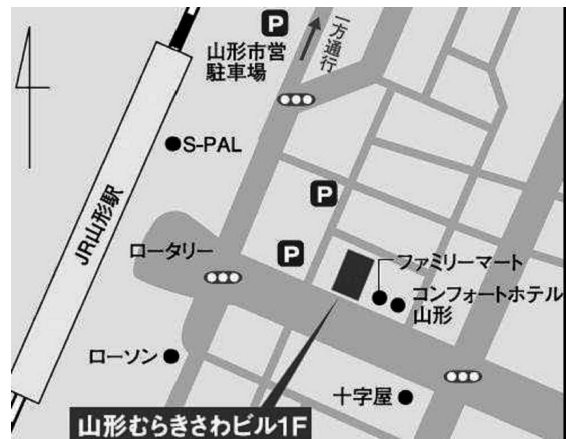 P
山形市営
駐車場
一方通行
S-PAL
JR山形駅
P
ロータリー
P
ファミリーマート
コンフォートホテル
山形
ローソン
十字屋
山形むらきさわビル1F